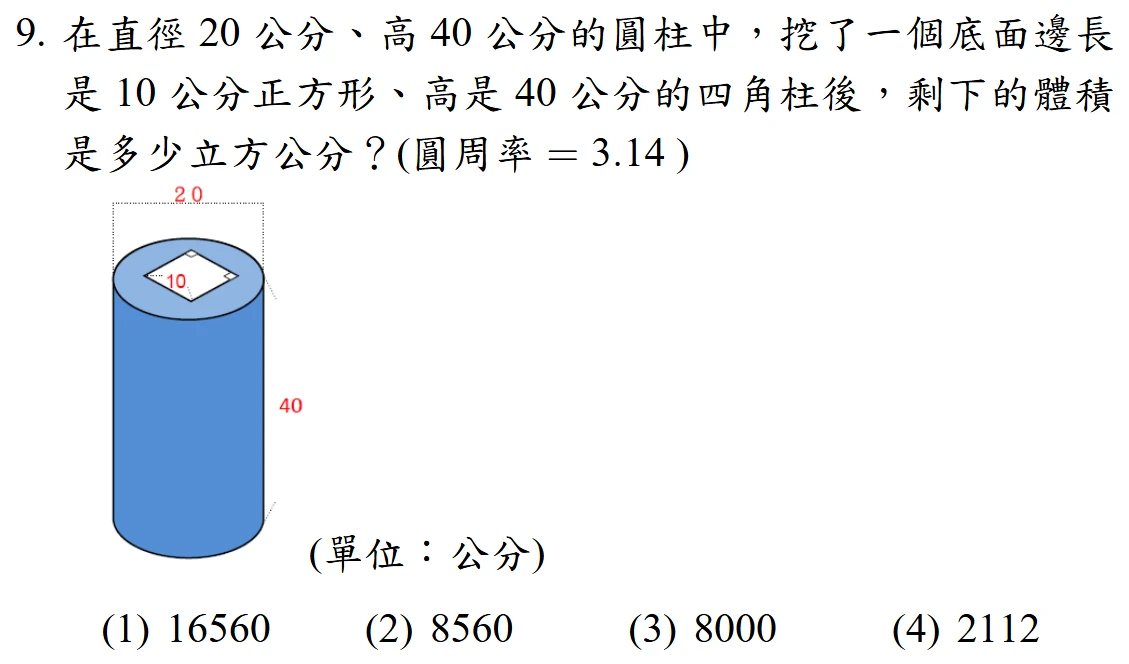 9. 在直徑 20 公分、高 40 公分的圓柱中，挖了一個底面邊長
是 10 公分正方形、高是 40 公分的四角柱後，剩下的體積
是多少立方公分？(圓周率 = 3.14 )
20
10
40
(單位：公分)
(1) 16560 (2) 8560 (3) 8000 (4) 2112